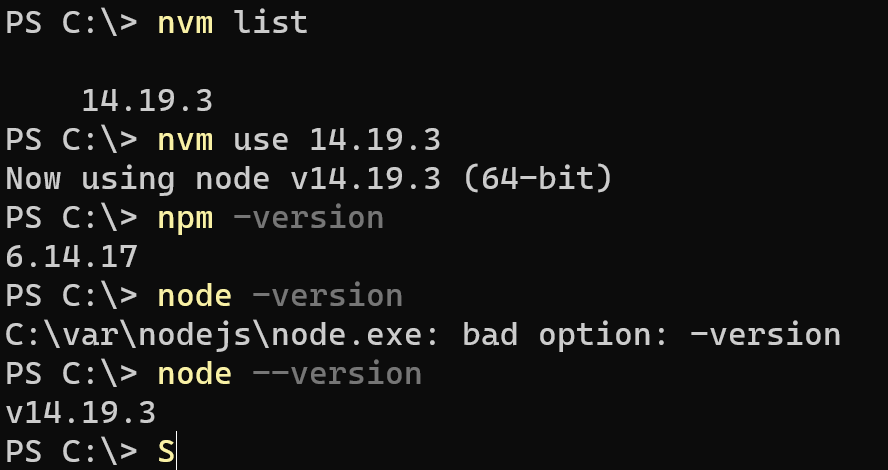 PS C:\> nvm list
    14.19.3
PS C:\> nvm use 14.19.3
Now using node v14.19.3 (64-bit)
PS C:\> npm -version
6.14.17
PS C:\> node -version
C:\var\nodejs\node.exe: bad option: -version
PS C:\> node --version
v14.19.3
PS C:\> S